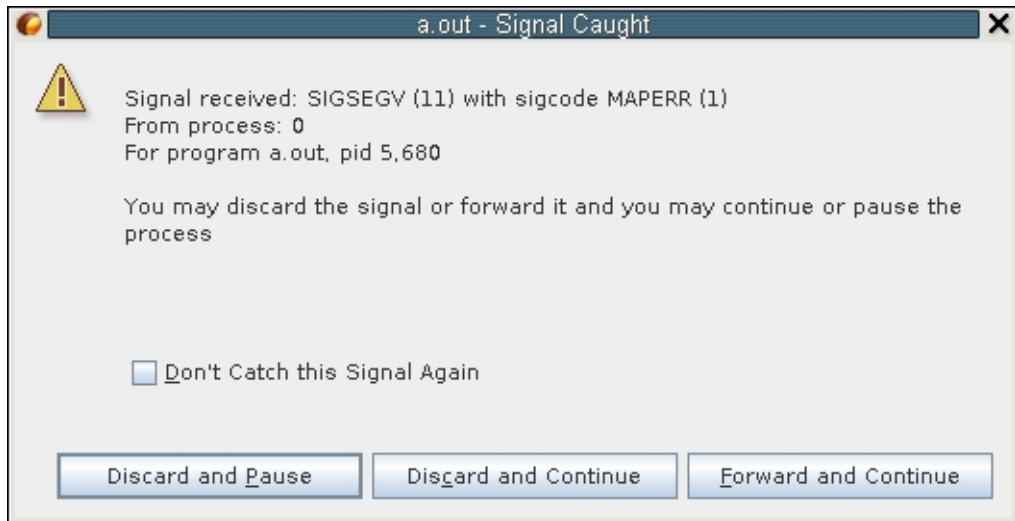 a.out - Signal Caught
Signal received: SIGSEGV (11) with sigcode MAPERR (1)
From process: 0
For program a.out, pid 5,680
You may discard the signal or forward it and you may continue or pause the
process
Don't Catch this Signal Again
Discard and Pause Discard and Continue Forward and Continue